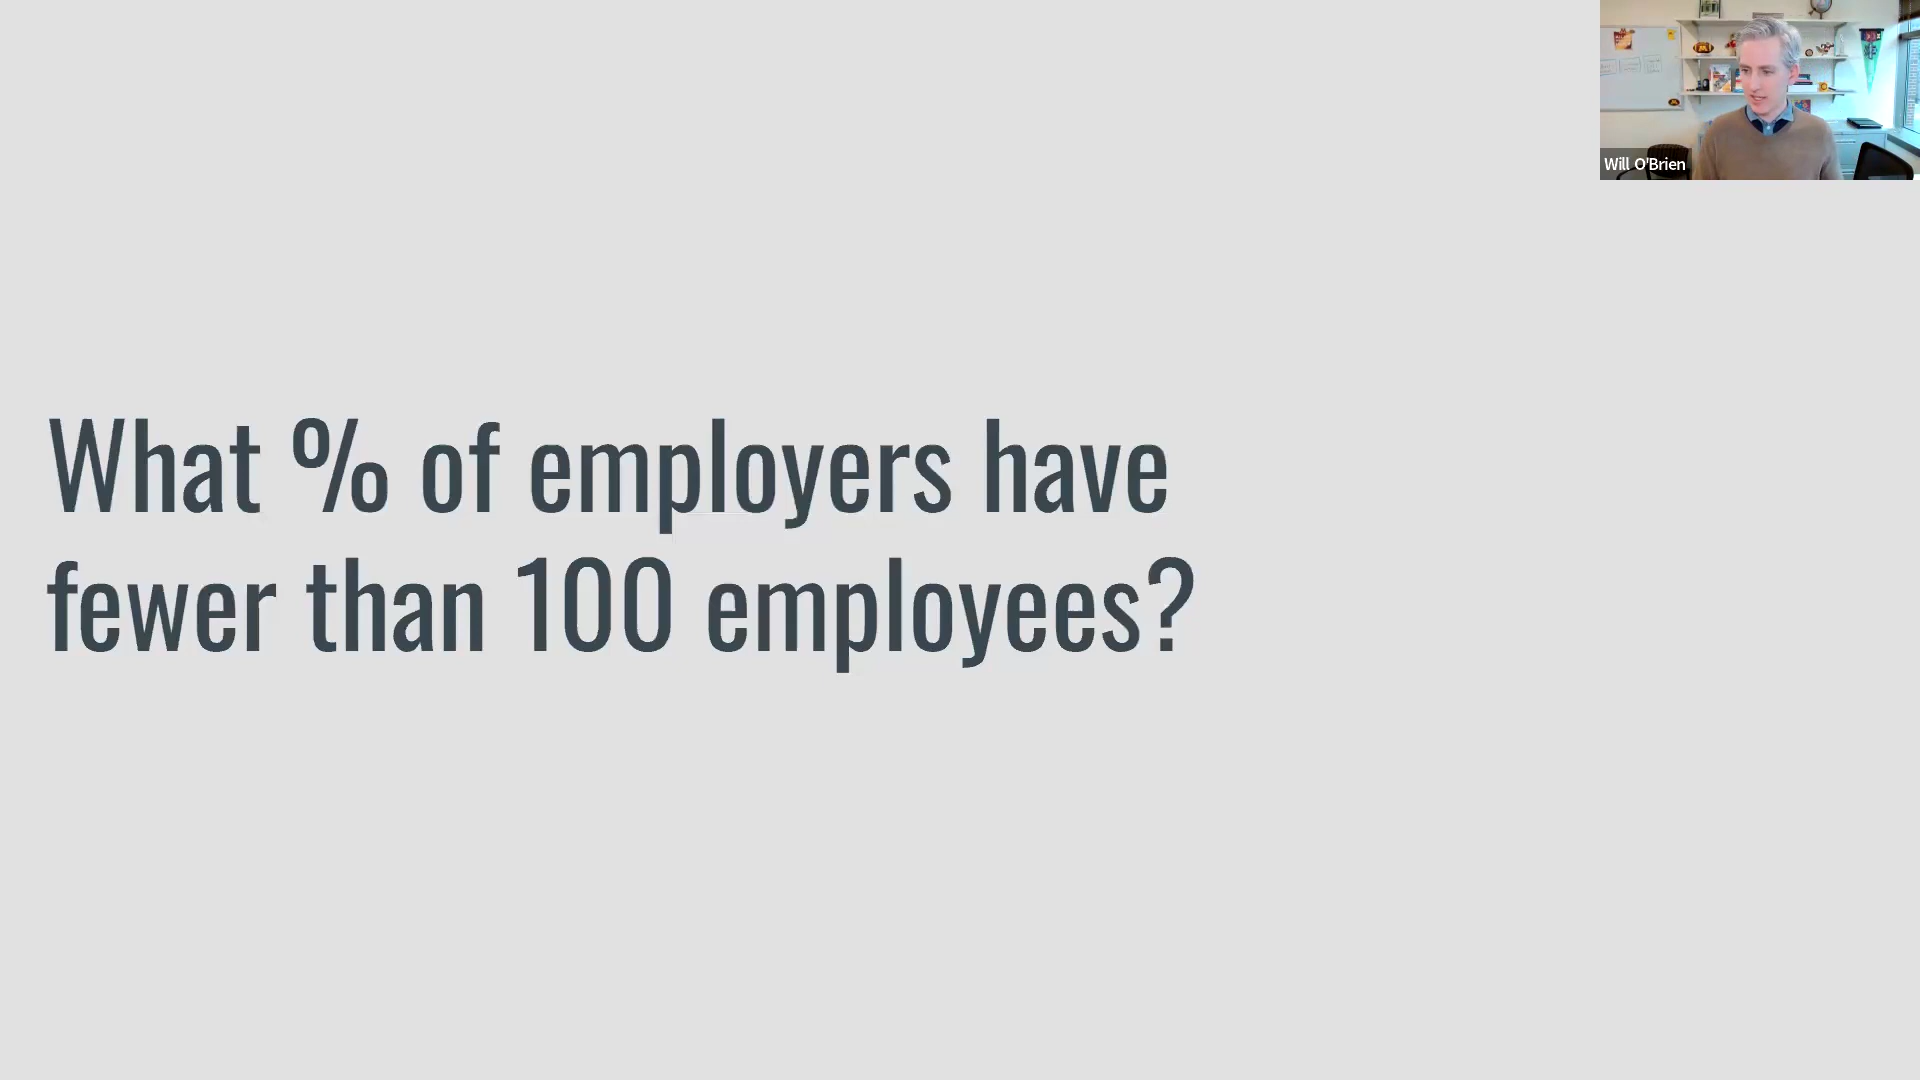 Will O'Brien
What % of employers have
fewer than 100 employees?